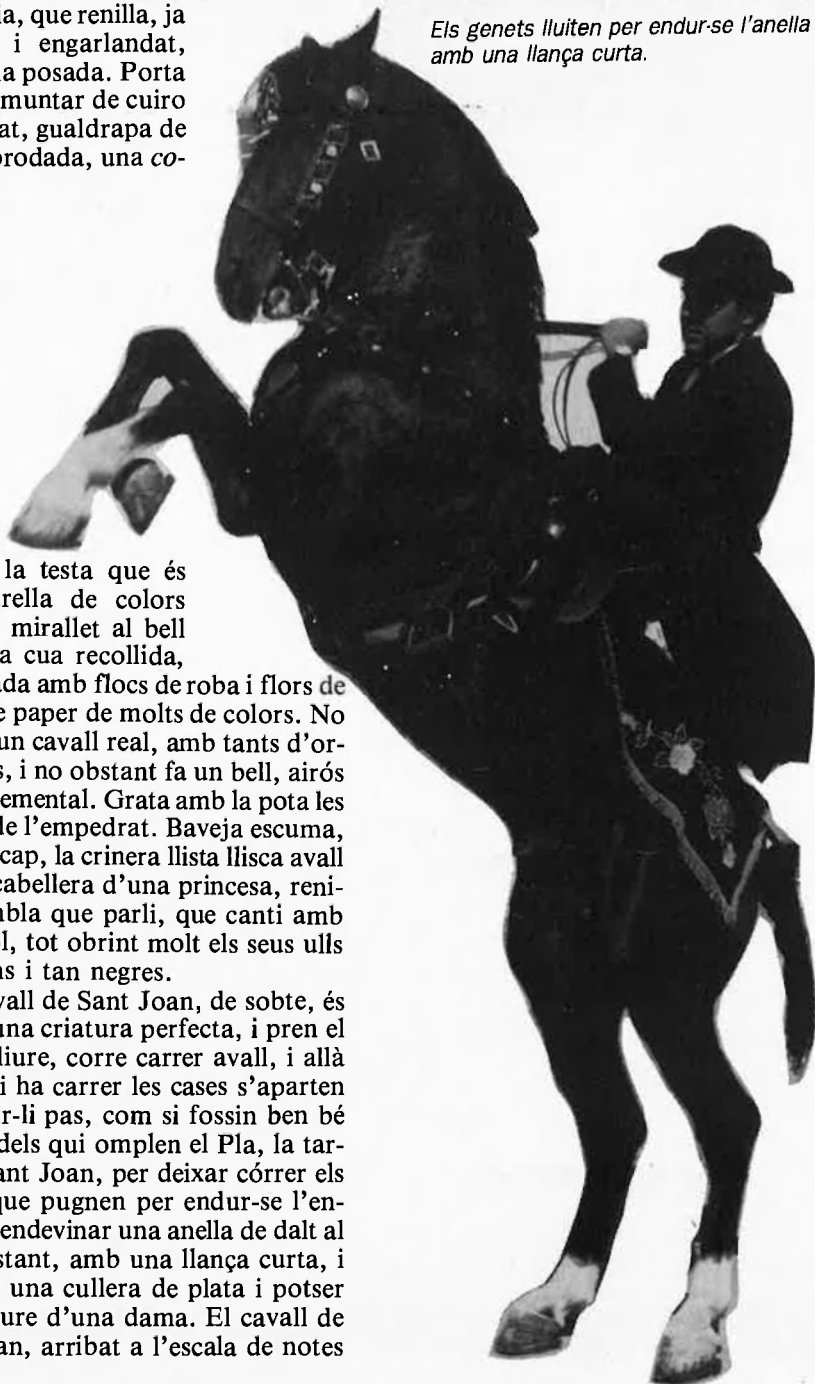 ia, que renilla, ja
i engarlandat,
la posada. Porta
muntar de cuiro
at, gualdrapa de
brodada, una co-
Els genets lluiten per endur-se l'anella
amb una llança curta.
la testa que és
rella de colors
mirallet al bell
a cua recollida,
ada amb flocs de roba i flors de
e paper de molts de colors. No
un cavall real, amb tants d'or-
s, i no obstant fa un bell, airós
emental. Grata amb la pota les
de l'empedrat. Baveja escuma,
cap, la crinera llista llisca avall
cabellera d'una princesa, reni-
nbla que parli, que canti amb
l, tot obrint molt els seus ulls
ns i tan negres.
vall de Sant Joan, de sobte, és
una criatura perfecta, i pren el
lliure, corre carrer avall, i allà
i ha carrer les cases s'aparten
ar-li pas, com si fossin ben bé
dels qui omplen el Pla, la tar-
ant Joan, per deixar córrer els
que pugnen per endur-se l'en-
endevinar una anella de dalt al
stant, amb una llança curta, i
una cullera de plata i potser
ure d'una dama. El cavall de
an, arribat a l'escala de notes